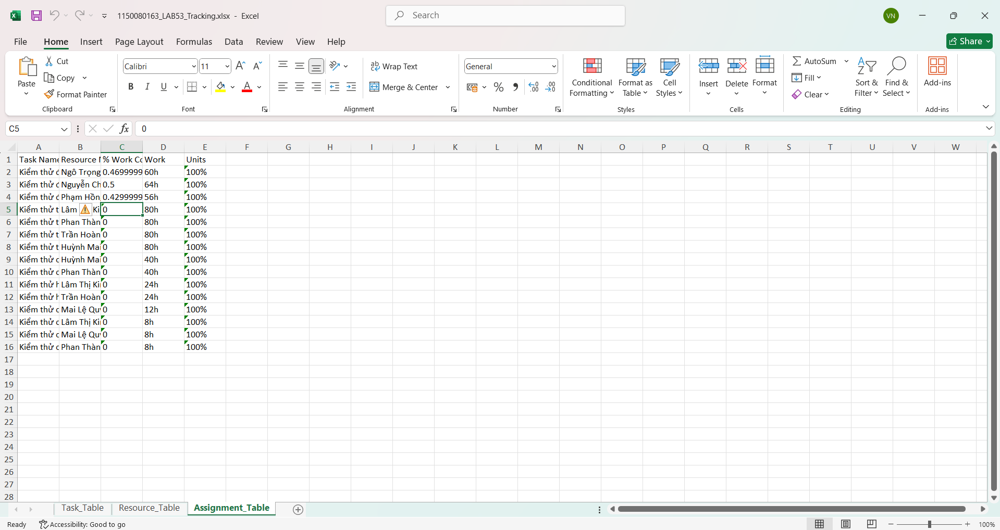 1150080163_LAB53_Tracking.xlsx - Excel
Search
VN
File Home Insert Page Layout Formulas Data Review View Help
Share
Paste
Cut
Copy
Format Painter
Clipboard
Calibri 11
B I U
Font
Wrap Text
Merge & Center
Alignment
General
Number
Conditional Formatting
Format as Table
Cell Styles
Styles
Insert Delete Format
Cells
AutoSum
Fill
Clear
Sort & Filter
Find & Select
Editing
Add-ins
Add-ins
C5 fx 0
A B C D E F G H I J K L M N O P Q R S T U V W
1 Task Name Resource N % Work Co Work Units
2 Kiểm thử Ngô Trọng 0.4699999 60h 100%
3 Kiểm thử Nguyễn Ch 0.5 64h 100%
4 Kiểm thử Phạm Hồn 0.4299999 56h 100%
5 Kiểm thử t Lâm Ki 0 80h 100%
6 Kiểm thử t Phan Thàn 0 80h 100%
7 Kiểm thử t Trần Hoàn 0 80h 100%
8 Kiểm thử t Huỳnh Mai 0 80h 100%
9 Kiểm thử c Huỳnh Mai 0 40h 100%
10 Kiểm thử c Phan Thàn 0 40h 100%
11 Kiểm thử h Lâm Thị Ki 0 24h 100%
12 Kiểm thử h Trần Hoàn 0 24h 100%
13 Kiểm thử c Mai Lệ Quy 0 12h 100%
14 Kiểm thử c Lâm Thị Ki 0 8h 100%
15 Kiểm thử c Mai Lệ Quy 0 8h 100%
16 Kiểm thử c Phan Thàn 0 8h 100%
17
18
19
20
21
22
23
24
25
26
27
28
Task_Table Resource_Table Assignment_Table
Ready Accessibility: Good to go 100%